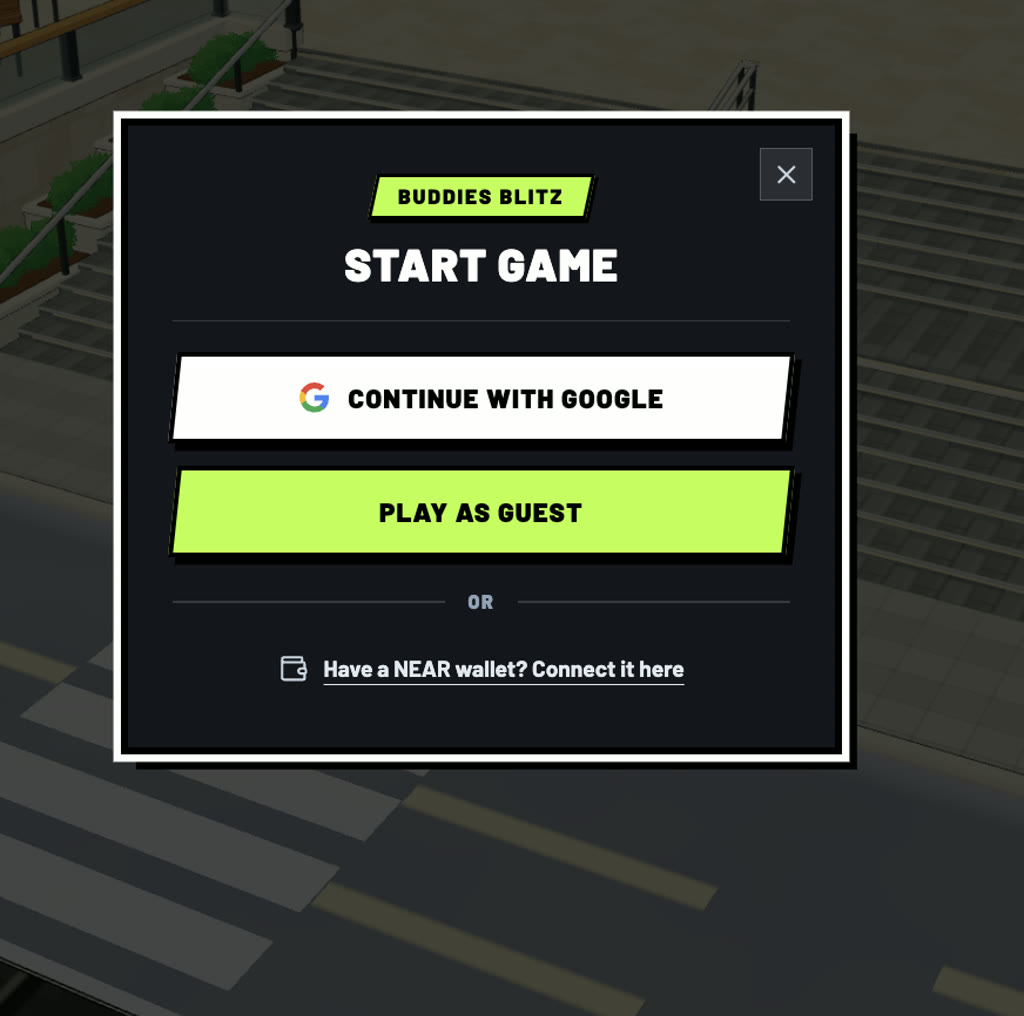 BUDDIES BLITZ
START GAME
CONTINUE WITH GOOGLE
PLAY AS GUEST
OR
Have a NEAR wallet? Connect it here